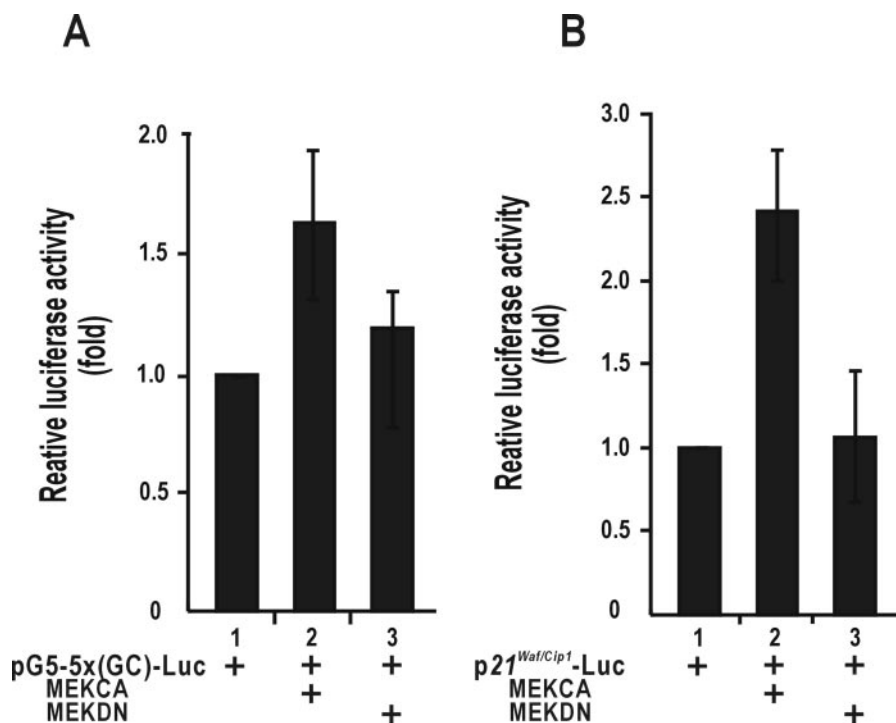 A
Reative luciferase activity
(fold)
2.0
1.5
1.0
0.5
0
1 2 3
pG5-5x(GC)-Luc + + +
MEKCA +
MEKDN +
B
Reative luciferase activity
(fold)
3.0
2.5
2.0
1.5
1.0
0.5
0
1 2 3
p21Waf/Cip1-Luc + + +
MEKCA +
MEKDN +